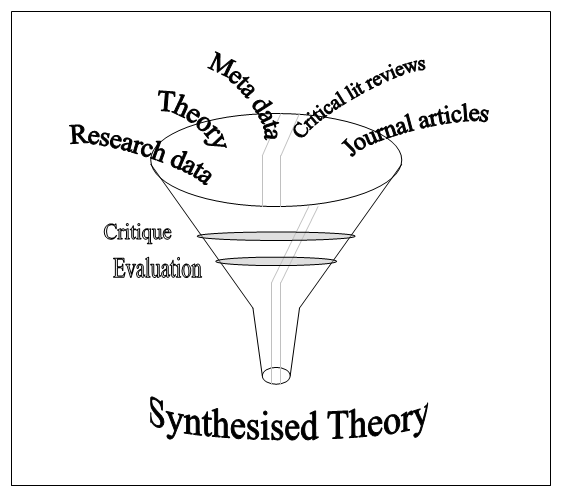 Research data
Theory
Meta data
Critical lit reviews
Journal articles
Critique
Evaluation
Synthesised Theory